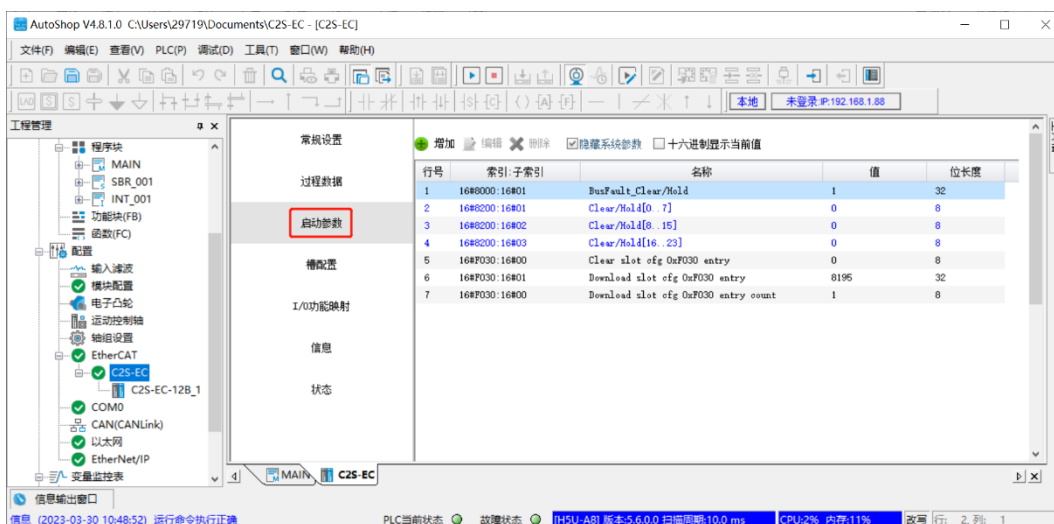 AutoShop V4.8.1.0 C:\Users\29719\Documents\C2S-EC - [C2S-EC]
文件(F) 编辑(E) 查看(V) PLC(P) 调试(D) 工具(T) 窗口(W) 帮助(H)
本地 未登录:IP:192.168.1.88
工程管理
程序块
MAIN
SBR_001
INT_001
功能块(FB)
函数(FC)
配置
输入滤波
模块配置
电子凸轮
运动控制轴
轴组设置
EtherCAT
C2S-EC
C2S-EC-12B_1
COM0
CAN(CANLink)
以太网
EtherNet/IP
变量监控表
常规设置
过程数据
启动参数
槽配置
I/O功能映射
信息
状态
增加 编辑 删除 隐藏系统参数 十六进制显示当前值
行号 索引:子索引 名称 值 位长度
1 16#8000:16#01 BusFault_Clear/Hold 1 32
2 16#8200:16#01 Clear/Hold[0..7] 0 8
3 16#8200:16#02 Clear/Hold[8..15] 0 8
4 16#8200:16#03 Clear/Hold[16..23] 0 8
5 16#F030:16#00 Clear slot cfg 0xF030 entry 0 8
6 16#F030:16#01 Download slot cfg 0xF030 entry 8195 32
7 16#F030:16#00 Download slot cfg 0xF030 entry count 1 8
MAIN C2S-EC
信息输出窗口
信息 (2023-03-30 10:48:52) 运行命令执行正确 PLC当前状态 故障状态 [H5U-A8] 版本:5.6.0.0 扫描周期:10.0 ms CPU:2% 内存:11% 改写 行: 2, 列: 1